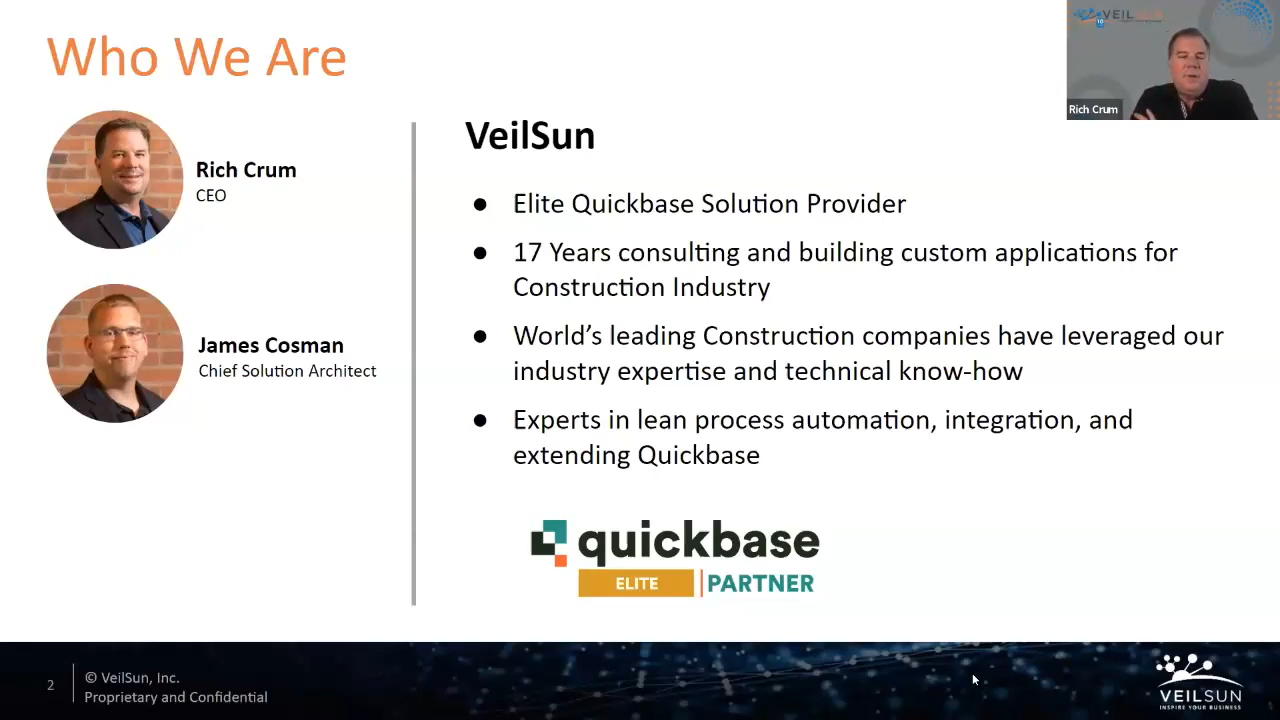 Who We Are
VEILSUN
Rich Crum
Rich Crum
CEO
James Cosman
Chief Solution Architect
VeilSun
● Elite Quickbase Solution Provider
● 17 Years consulting and building custom applications for
Construction Industry
● World’s leading Construction companies have leveraged our
industry expertise and technical know-how
● Experts in lean process automation, integration, and
extending Quickbase
quickbase
ELITE | PARTNER
2
© VeilSun, Inc.
Proprietary and Confidential
VEILSUN
INSPIRE YOUR BUSINESS